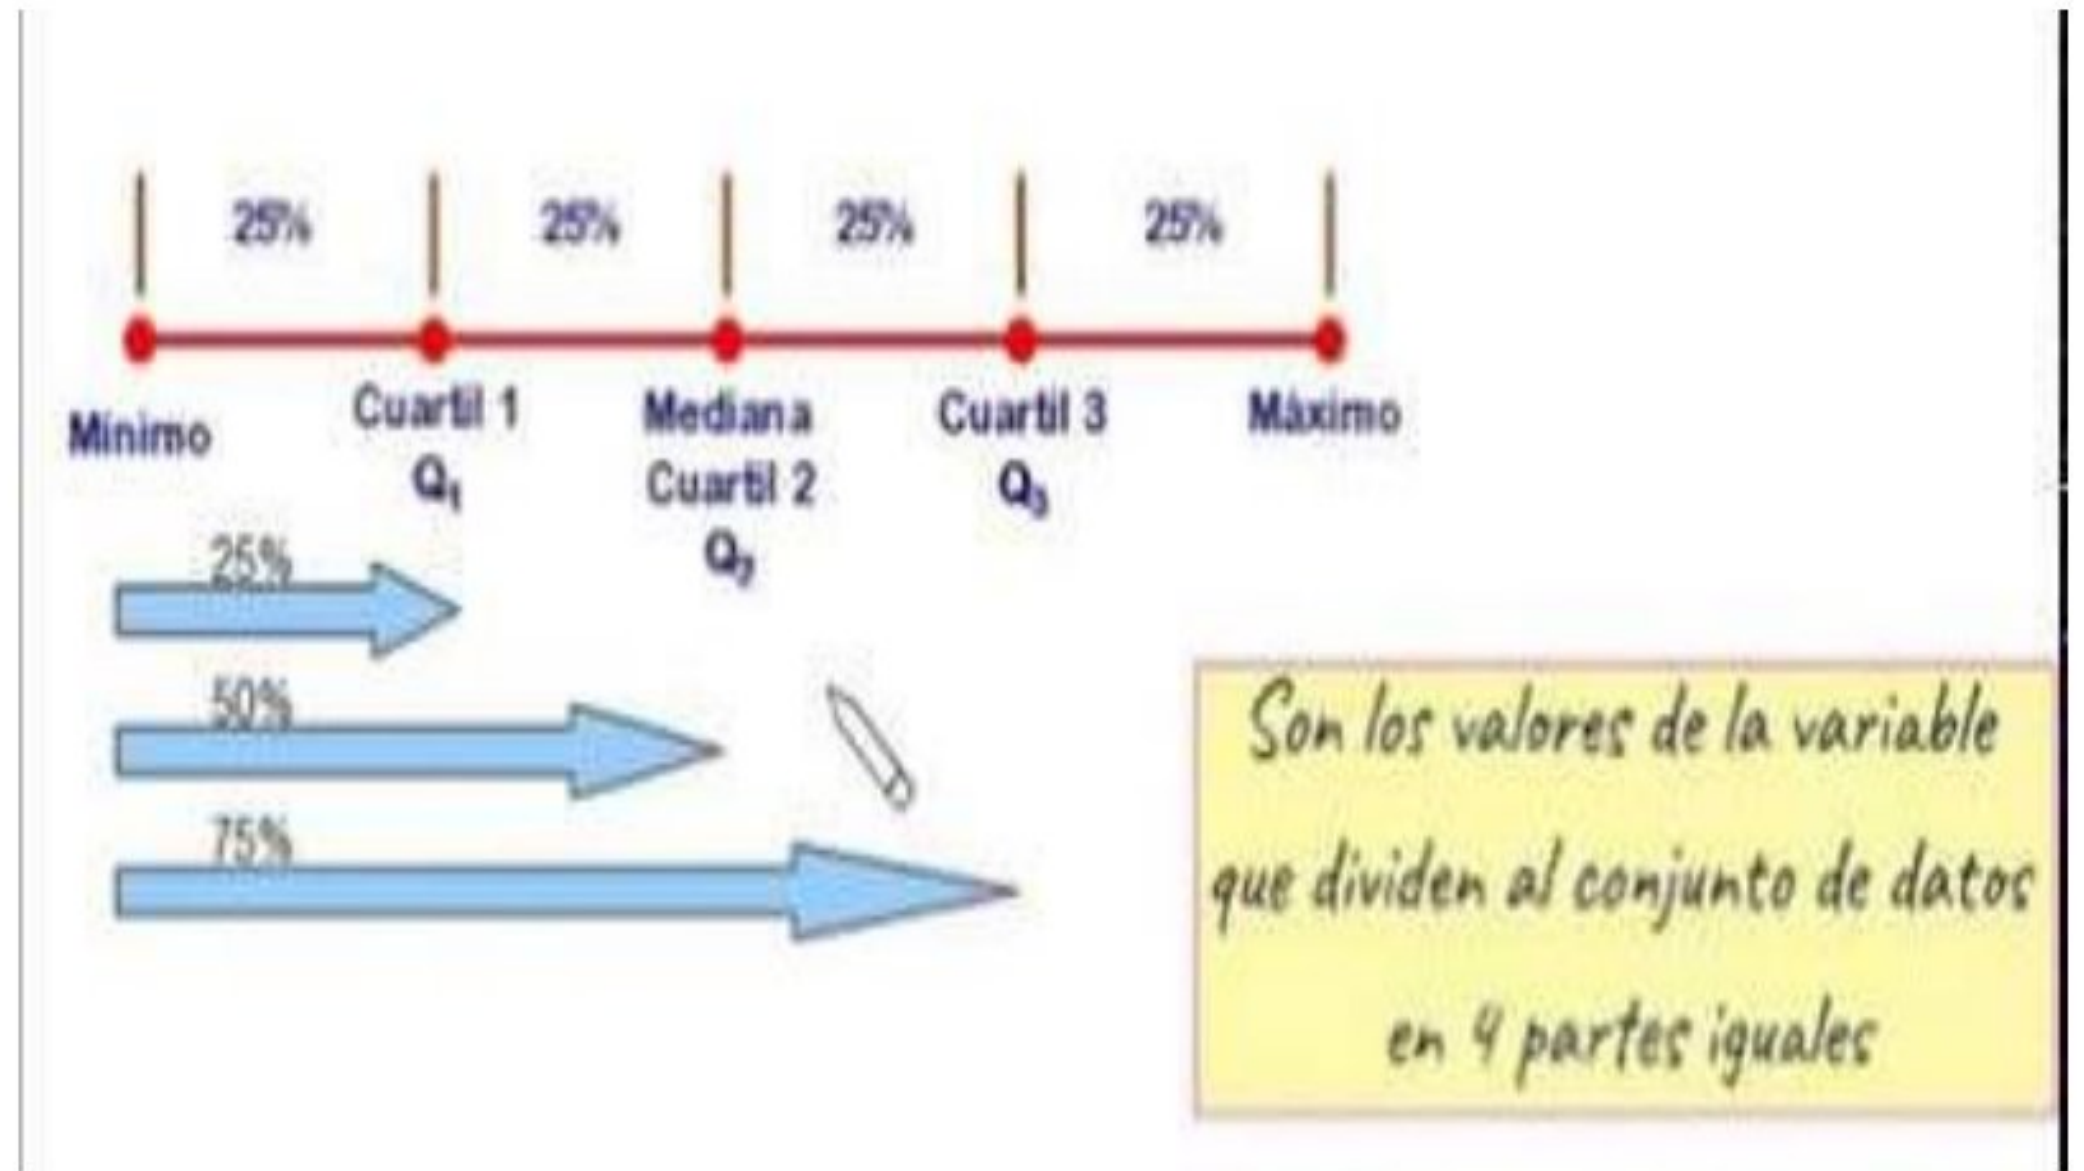 25% 25% 25% 25%
Mínimo Cuartil 1 Mediana Cuartil 3 Máximo
Q1 Cuartil 2 Q3
Q2
25%
50%
75%
Son los valores de la variable
que dividen al conjunto de datos
en 4 partes iguales